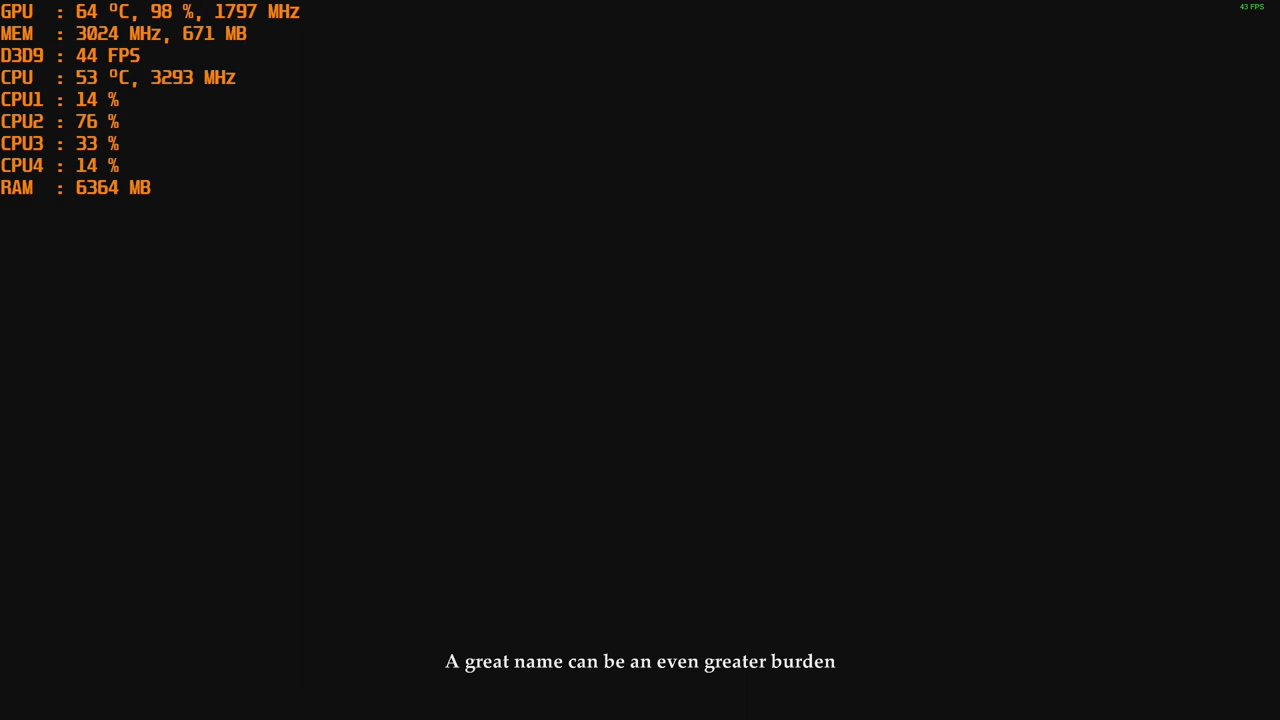 GPU : 64 ºC, 98 %, 1797 MHz
43 FPS
MEM : 3024 MHz, 671 MB
D3D9 : 44 FPS
CPU : 53 ºC, 3293 MHz
CPU1 : 14 %
CPU2 : 76 %
CPU3 : 33 %
CPU4 : 14 %
RAM : 6364 MB
A great name can be an even greater burden